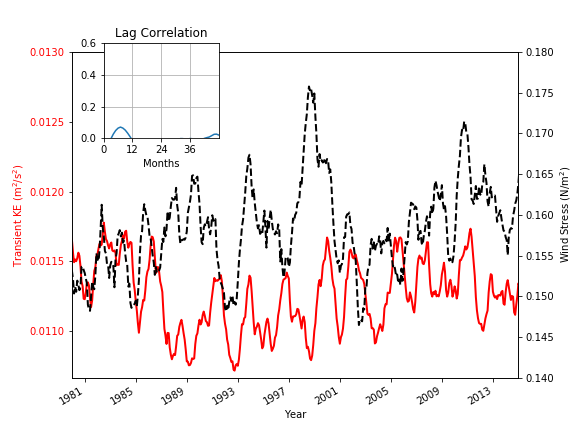 Lag Correlation
0.6
0.4
0.2
0.0
0 12 24 36
Months
0.0130
0.0125
0.0120
0.0115
0.0110
Transient KE (m²/s²)
0.180
0.175
0.170
0.165
0.160
0.155
0.150
0.145
0.140
Wind Stress (N/m²)
1981 1985 1989 1993 1997 2001 2005 2009 2013
Year